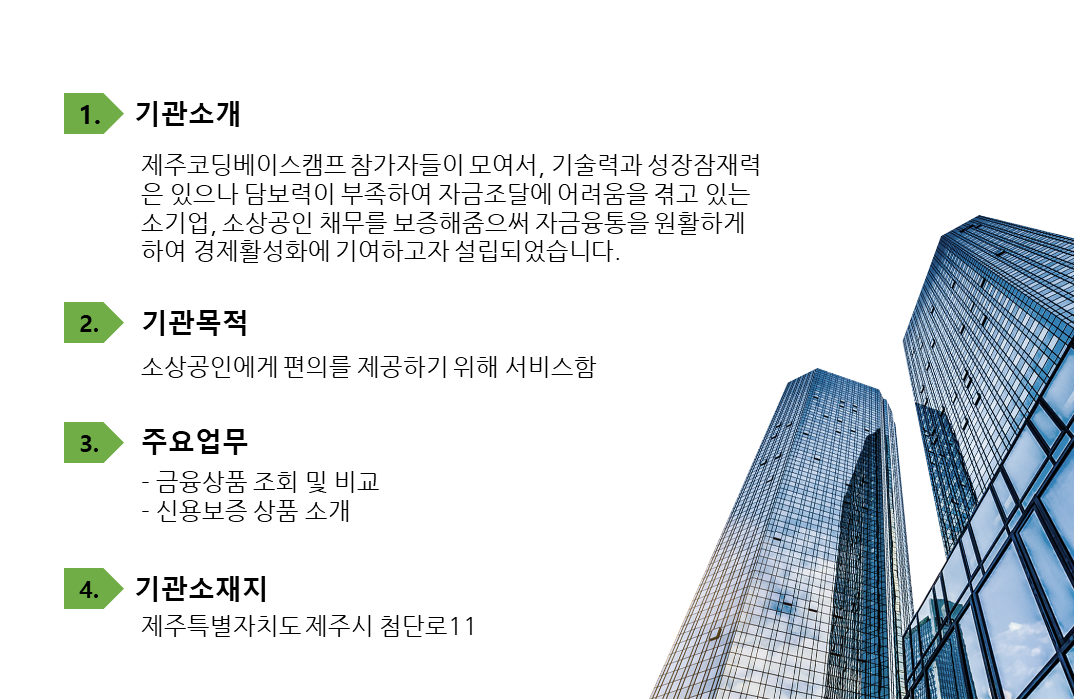 1. 기관소개
제주코딩베이스캠프 참가자들이 모여서, 기술력과 성장잠재력
은 있으나 담보력이 부족하여 자금조달에 어려움을 겪고 있는
소기업, 소상공인 채무를 보증해줌으써 자금융통을 원활하게
하여 경제활성화에 기여하고자 설립되었습니다.
2. 기관목적
소상공인에게 편의를 제공하기 위해 서비스함
3. 주요업무
- 금융상품 조회 및 비교
- 신용보증 상품 소개
4. 기관소재지
제주특별자치도 제주시 첨단로11